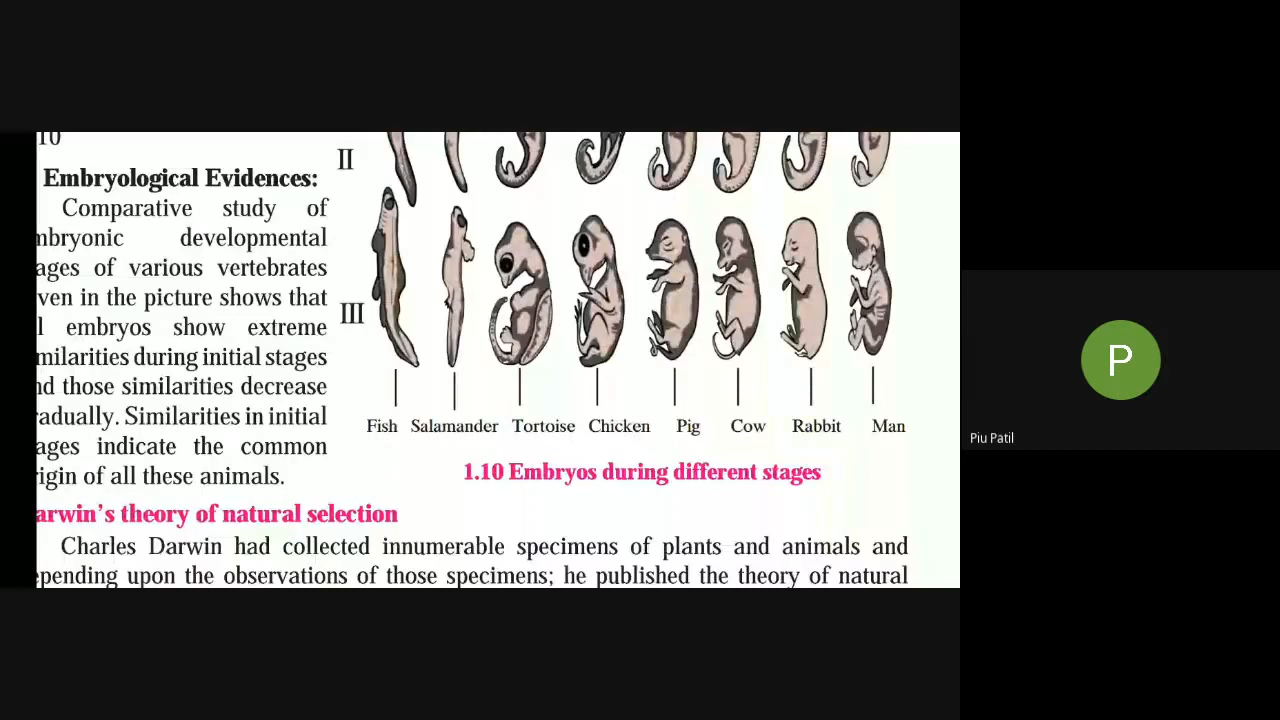 10
II
Embryological Evidences:
Comparative study of
mbryonic developmental
ages of various vertebrates
ven in the picture shows that
l embryos show extreme
milarities during initial stages
nd those similarities decrease
radually. Similarities in initial
ages indicate the common
rigin of all these animals.
III
Fish Salamander Tortoise Chicken Pig Cow Rabbit Man
1.10 Embryos during different stages
arwin's theory of natural selection
Charles Darwin had collected innumerable specimens of plants and animals and
epending upon the observations of those specimens; he published the theory of natural
P
Piu Patil